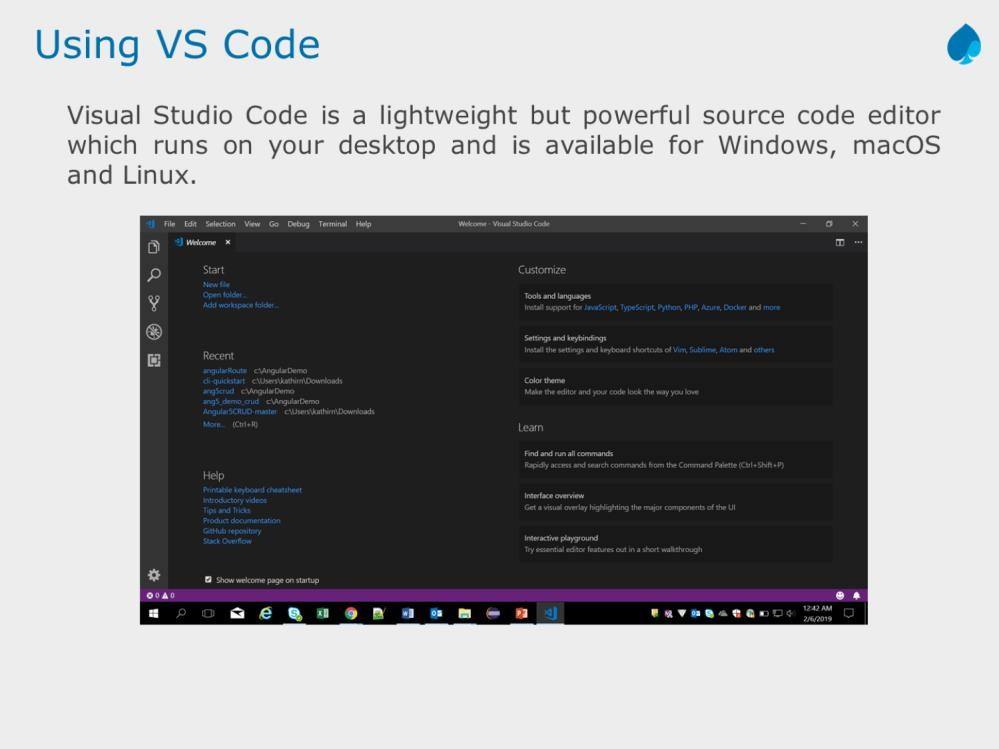 Using VS Code
Visual Studio Code is a lightweight but powerful source code editor
which runs on your desktop and is available for Windows, macOS
and Linux.
File Edit Selection View Go Debug Terminal Help
Welcome - Visual Studio Code
Welcome
Start
New file
Open folder...
Add workspace folder...
Recent
angularRoute c:\AngularDemo
cli-quickstart c:\Users\kathirn\Downloads
ang5crud c:\AngularDemo
ang5_demo_crud c:\AngularDemo
Angular5CRUD-master c:\Users\kathirn\Downloads
More... (Ctrl+R)
Help
Printable keyboard cheatsheet
Introductory videos
Tips and Tricks
Product documentation
GitHub repository
Stack Overflow
Show welcome page on startup
Customize
Tools and languages
Install support for JavaScript, TypeScript, Python, PHP, Azure, Docker and more
Settings and keybindings
Install the settings and keyboard shortcuts of Vim, Sublime, Atom and others
Color theme
Make the editor and your code look the way you love
Learn
Find and run all commands
Rapidly access and search commands from the Command Palette (Ctrl+Shift+P)
Interface overview
Get a visual overlay highlighting the major components of the UI
Interactive playground
Try essential editor features out in a short walkthrough
0 0
12:42 AM
2/6/2019